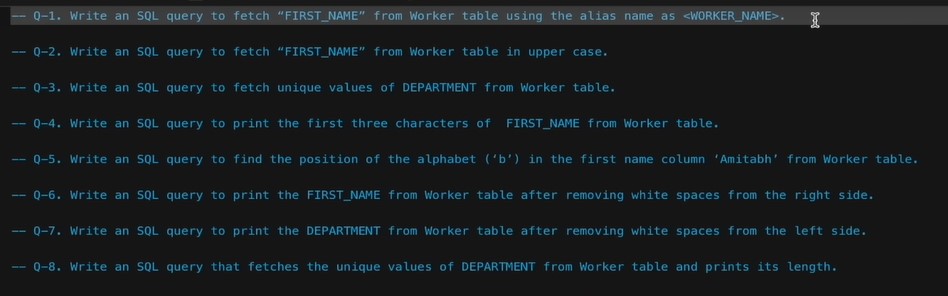 -- Q-1. Write an SQL query to fetch “FIRST_NAME” from Worker table using the alias name as <WORKER_NAME>.
-- Q-2. Write an SQL query to fetch “FIRST_NAME” from Worker table in upper case.
-- Q-3. Write an SQL query to fetch unique values of DEPARTMENT from Worker table.
-- Q-4. Write an SQL query to print the first three characters of  FIRST_NAME from Worker table.
-- Q-5. Write an SQL query to find the position of the alphabet (‘b’) in the first name column ‘Amitabh’ from Worker table.
-- Q-6. Write an SQL query to print the FIRST_NAME from Worker table after removing white spaces from the right side.
-- Q-7. Write an SQL query to print the DEPARTMENT from Worker table after removing white spaces from the left side.
-- Q-8. Write an SQL query that fetches the unique values of DEPARTMENT from Worker table and prints its length.